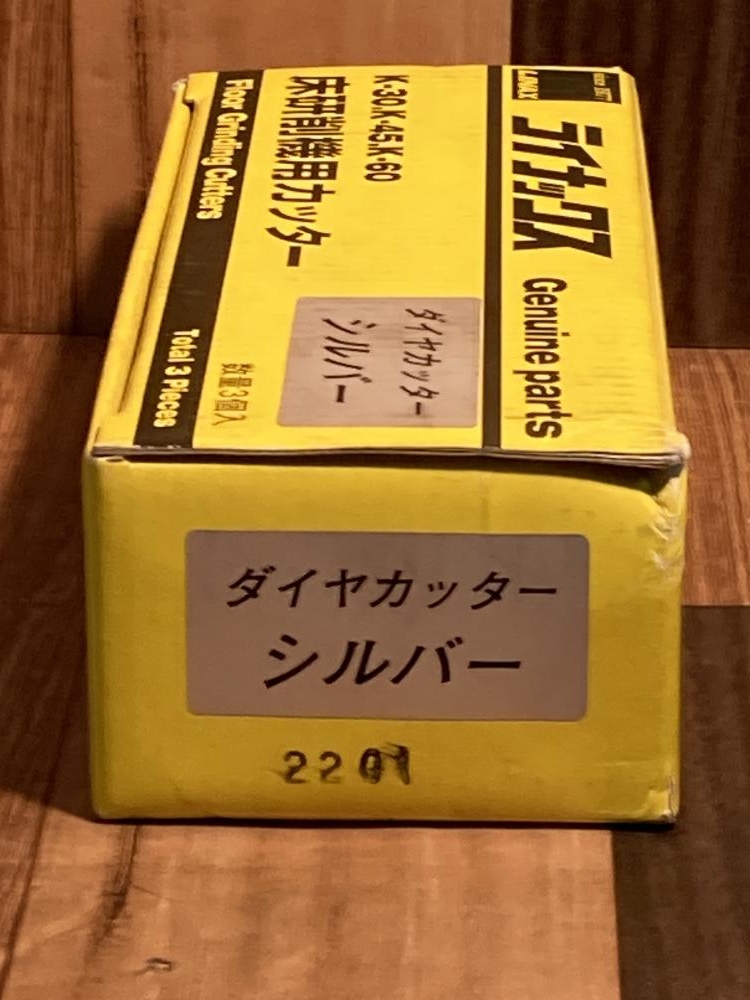 LINAX
ライナックス
Genuine parts
K-30.K-45.K-60
床研削機用カッター
ダイヤカッター
シルバー
数量3個入
Floor Grinding Cutters
Total 3 Pieces
ダイヤカッター
シルバー
2201